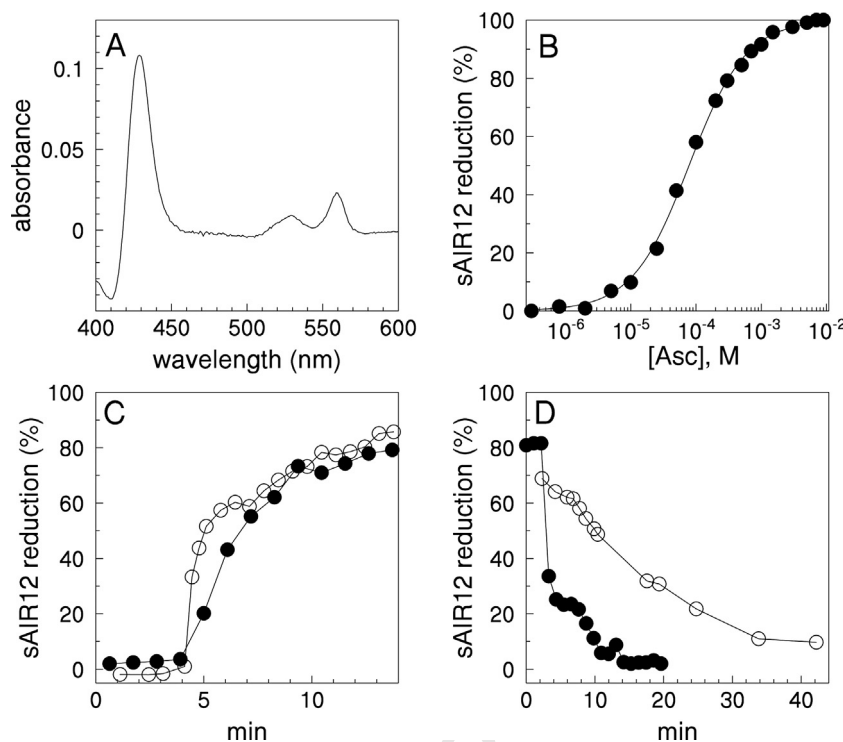 A
0.1
0.05
0
absorbance
400 450 500 550 600
wavelength (nm)
B
100
80
60
40
20
0
sAIR12 reduction (%)
10-6 10-5 10-4 10-3 10-2
[Asc], M
C
100
80
60
40
20
0
sAIR12 reduction (%)
0 5 10
min
D
100
80
60
40
20
0
sAIR12 reduction (%)
0 10 20 30 40
min